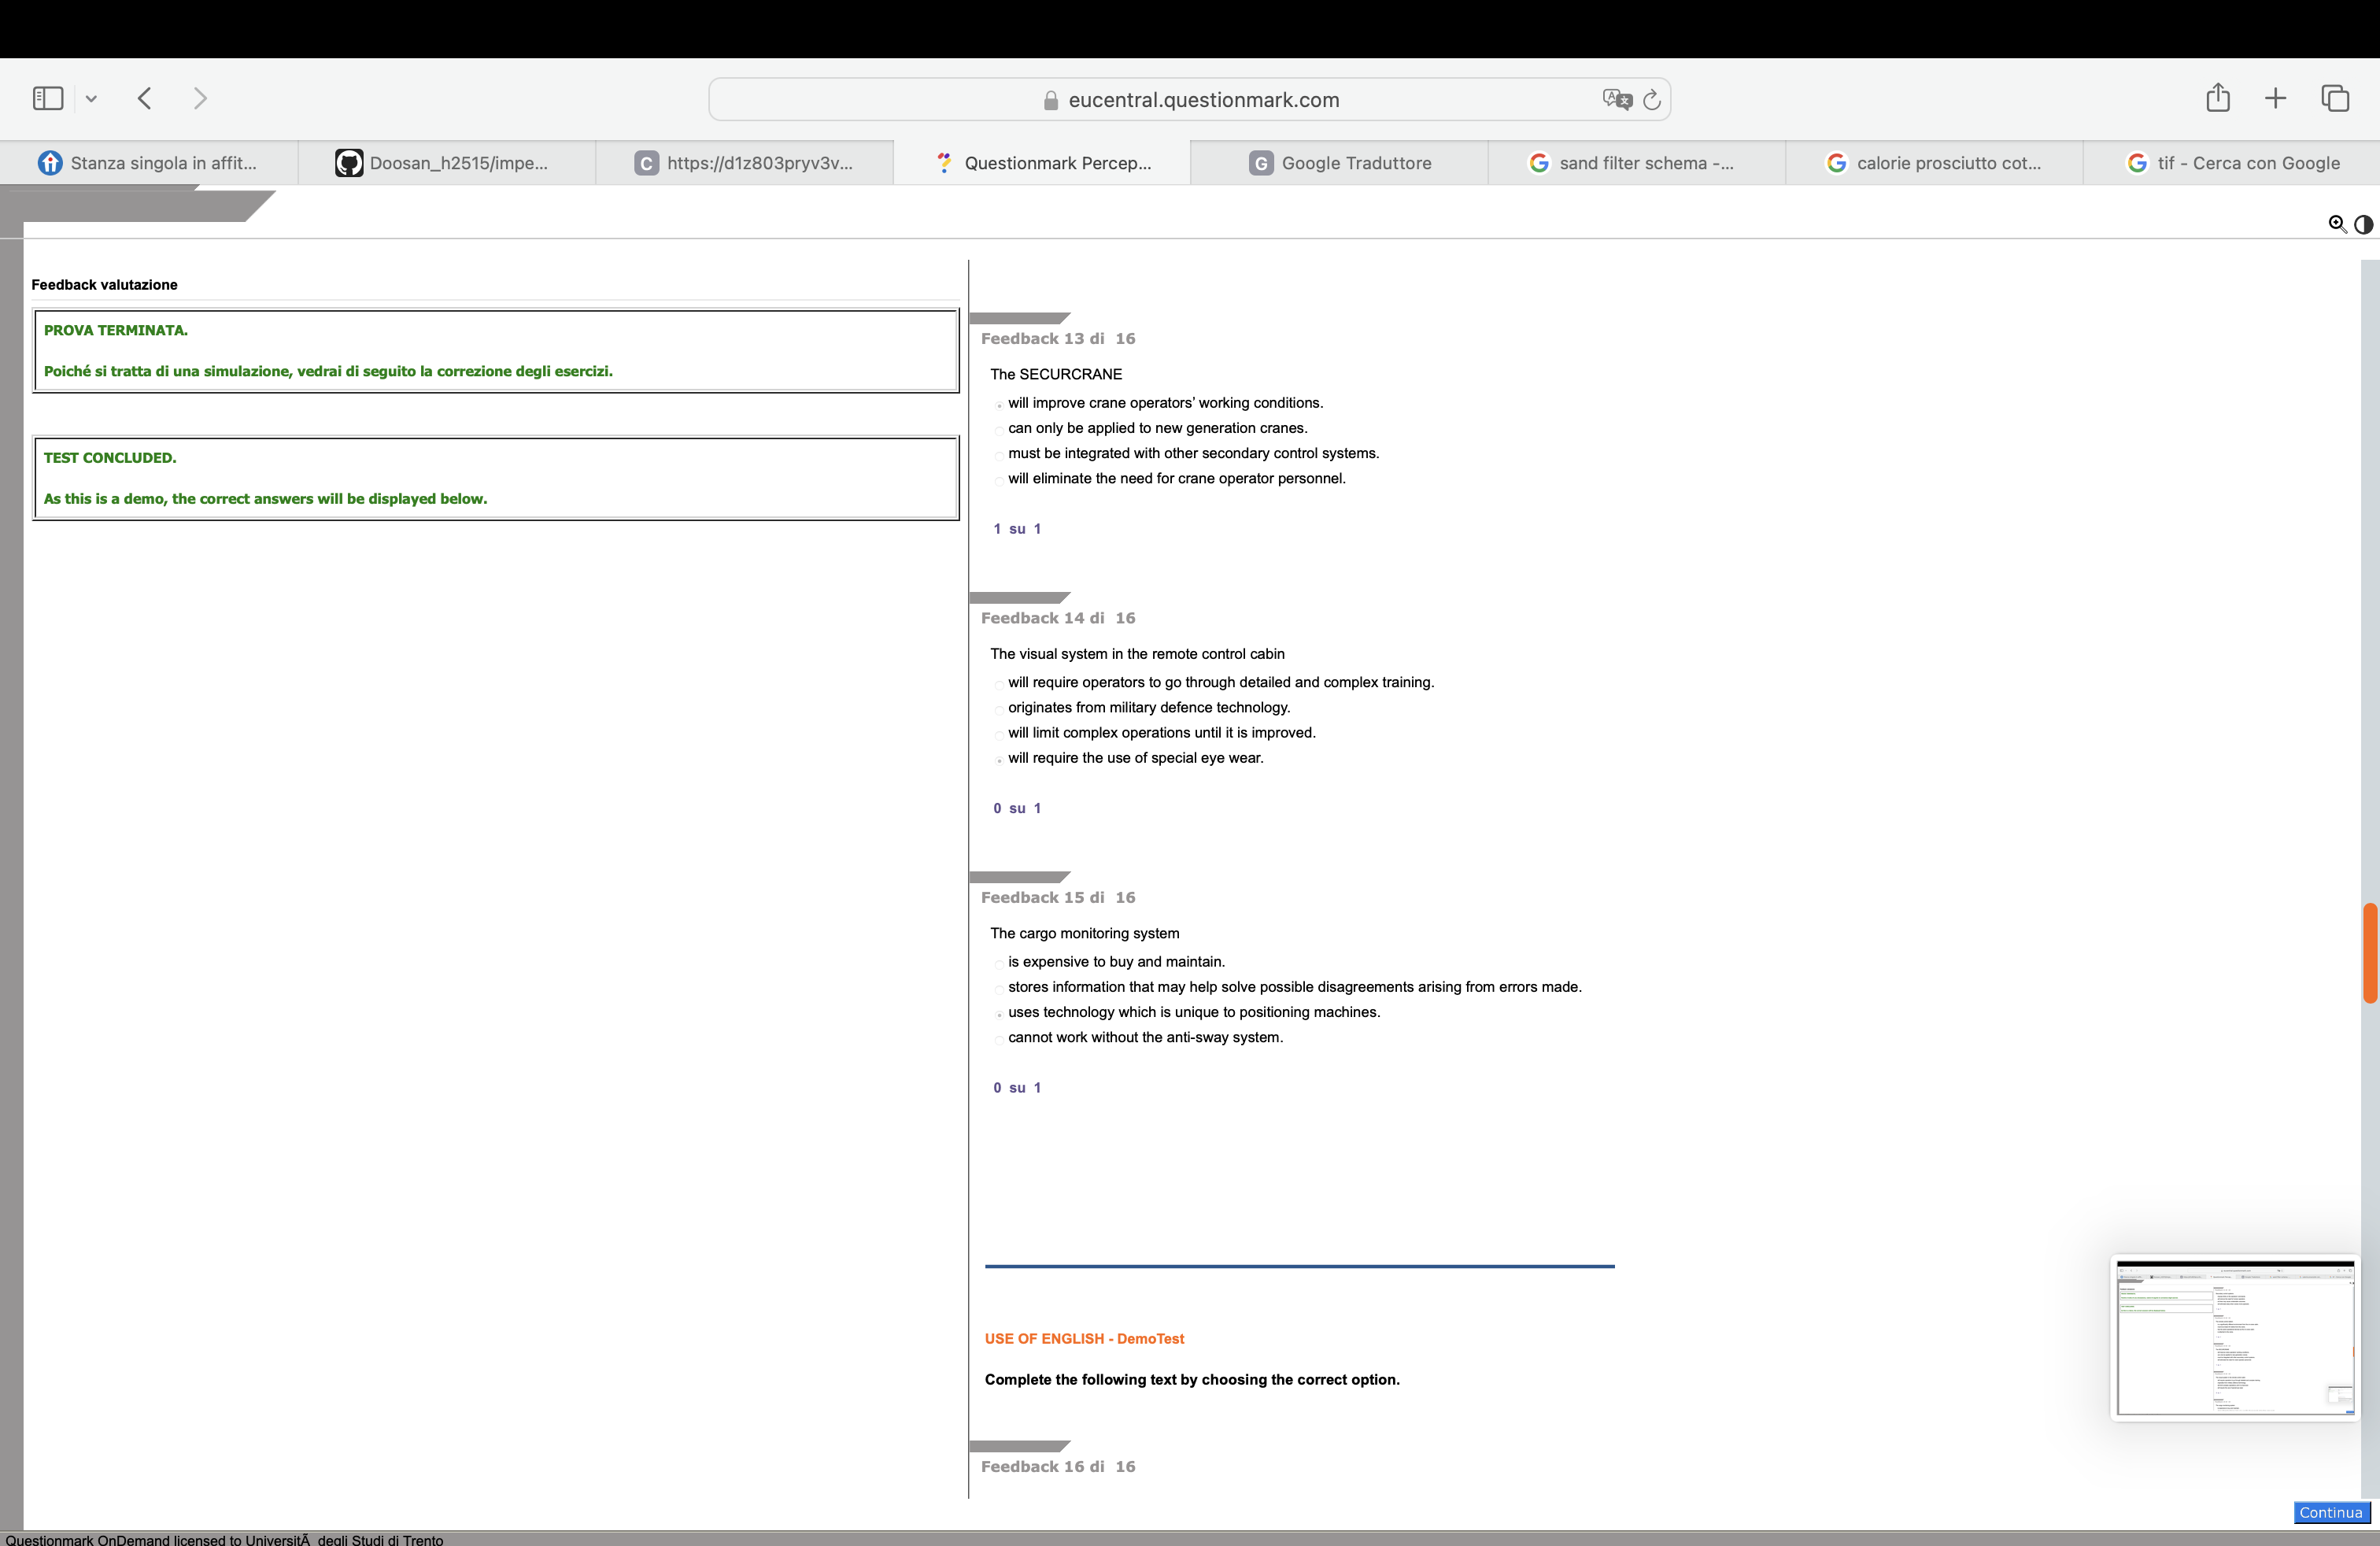 eucentral.questionmark.com
Stanza singola in affit...
Doosan_h2515/impe...
C https://d1z803pryv3v...
Questionmark Percep...
G Google Traduttore
sand filter schema -...
calorie prosciutto cot...
tif - Cerca con Google
Feedback valutazione
PROVA TERMINATA.
Poiché si tratta di una simulazione, vedrai di seguito la correzione degli esercizi.
TEST CONCLUDED.
As this is a demo, the correct answers will be displayed below.
Feedback 13 di 16
The SECURCRANE
will improve crane operators' working conditions.
can only be applied to new generation cranes.
must be integrated with other secondary control systems.
will eliminate the need for crane operator personnel.
1 su 1
Feedback 14 di 16
The visual system in the remote control cabin
will require operators to go through detailed and complex training.
originates from military defence technology.
will limit complex operations until it is improved.
will require the use of special eye wear.
0 su 1
Feedback 15 di 16
The cargo monitoring system
is expensive to buy and maintain.
stores information that may help solve possible disagreements arising from errors made.
uses technology which is unique to positioning machines.
cannot work without the anti-sway system.
0 su 1
USE OF ENGLISH - DemoTest
Complete the following text by choosing the correct option.
Feedback 16 di 16
Continua
Questionmark OnDemand licensed to UniversitÃ degli Studi di Trento